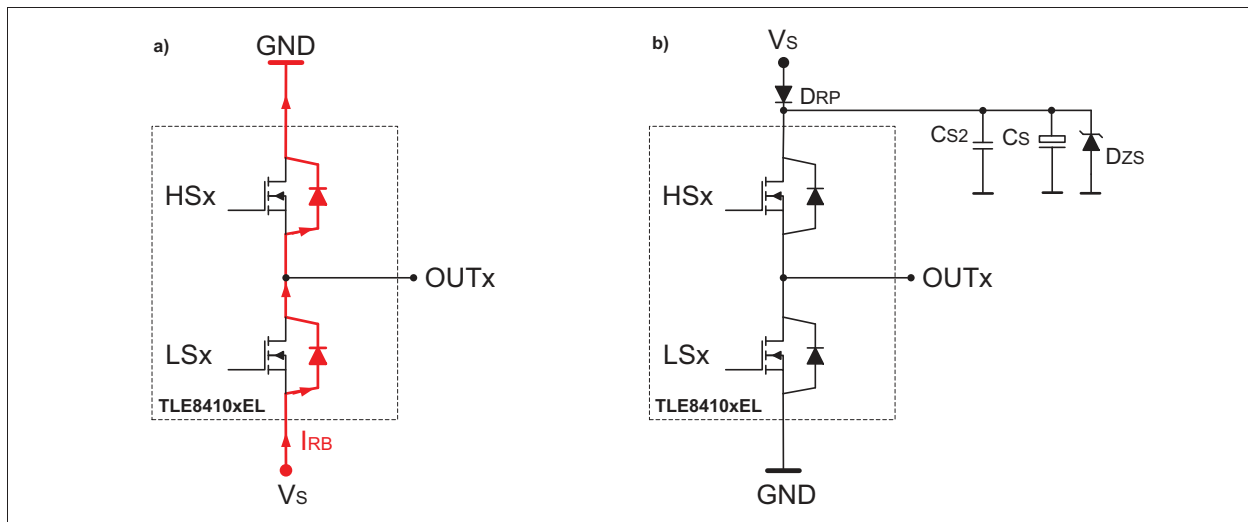 a)
GND
HSx
OUTx
LSx
TLE8410xEL
IRB
VS
b)
VS
DRP
CS2
CS
DZS
HSx
OUTx
LSx
TLE8410xEL
GND